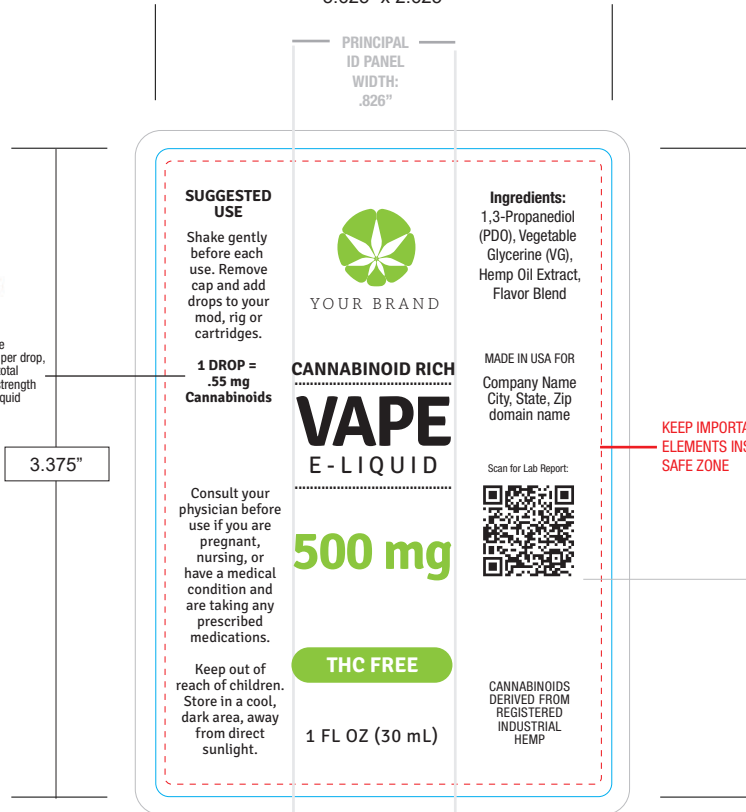 PRINCIPAL
ID PANEL
WIDTH:
.826”
SUGGESTED
USE
Shake gently
before each
use. Remove
cap and add
drops to your
mod, rig or
cartridges.
1 DROP =
.55 mg
Cannabinoids
Consult your
physician before
use if you are
pregnant,
nursing, or
have a medical
condition and
are taking any
prescribed
medications.
Keep out of
reach of children.
Store in a cool,
dark area, away
from direct
sunlight.
YOUR BRAND
CANNABINOID RICH
VAPE
E-LIQUID
500 mg
THC FREE
1 FL OZ (30 mL)
Ingredients:
1,3-Propanediol
(PDO), Vegetable
Glycerine (VG),
Hemp Oil Extract,
Flavor Blend
MADE IN USA FOR
Company Name
City, State, Zip
domain name
Scan for Lab Report:
CANNABINOIDS
DERIVED FROM
REGISTERED
INDUSTRIAL
HEMP
per drop,
3.375”
KEEP
ELEMENTS
SAFE ZONE